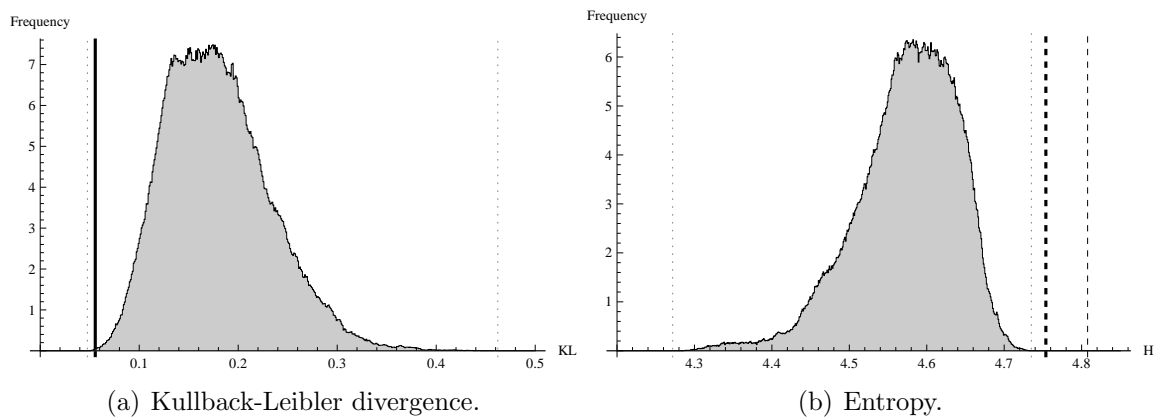 Frequency
7
6
5
4
3
2
1
0.1 0.2 0.3 0.4 0.5
KL
(a) Kullback-Leibler divergence.
Frequency
6
5
4
3
2
1
4.3 4.4 4.5 4.6 4.7 4.8
H
(b) Entropy.